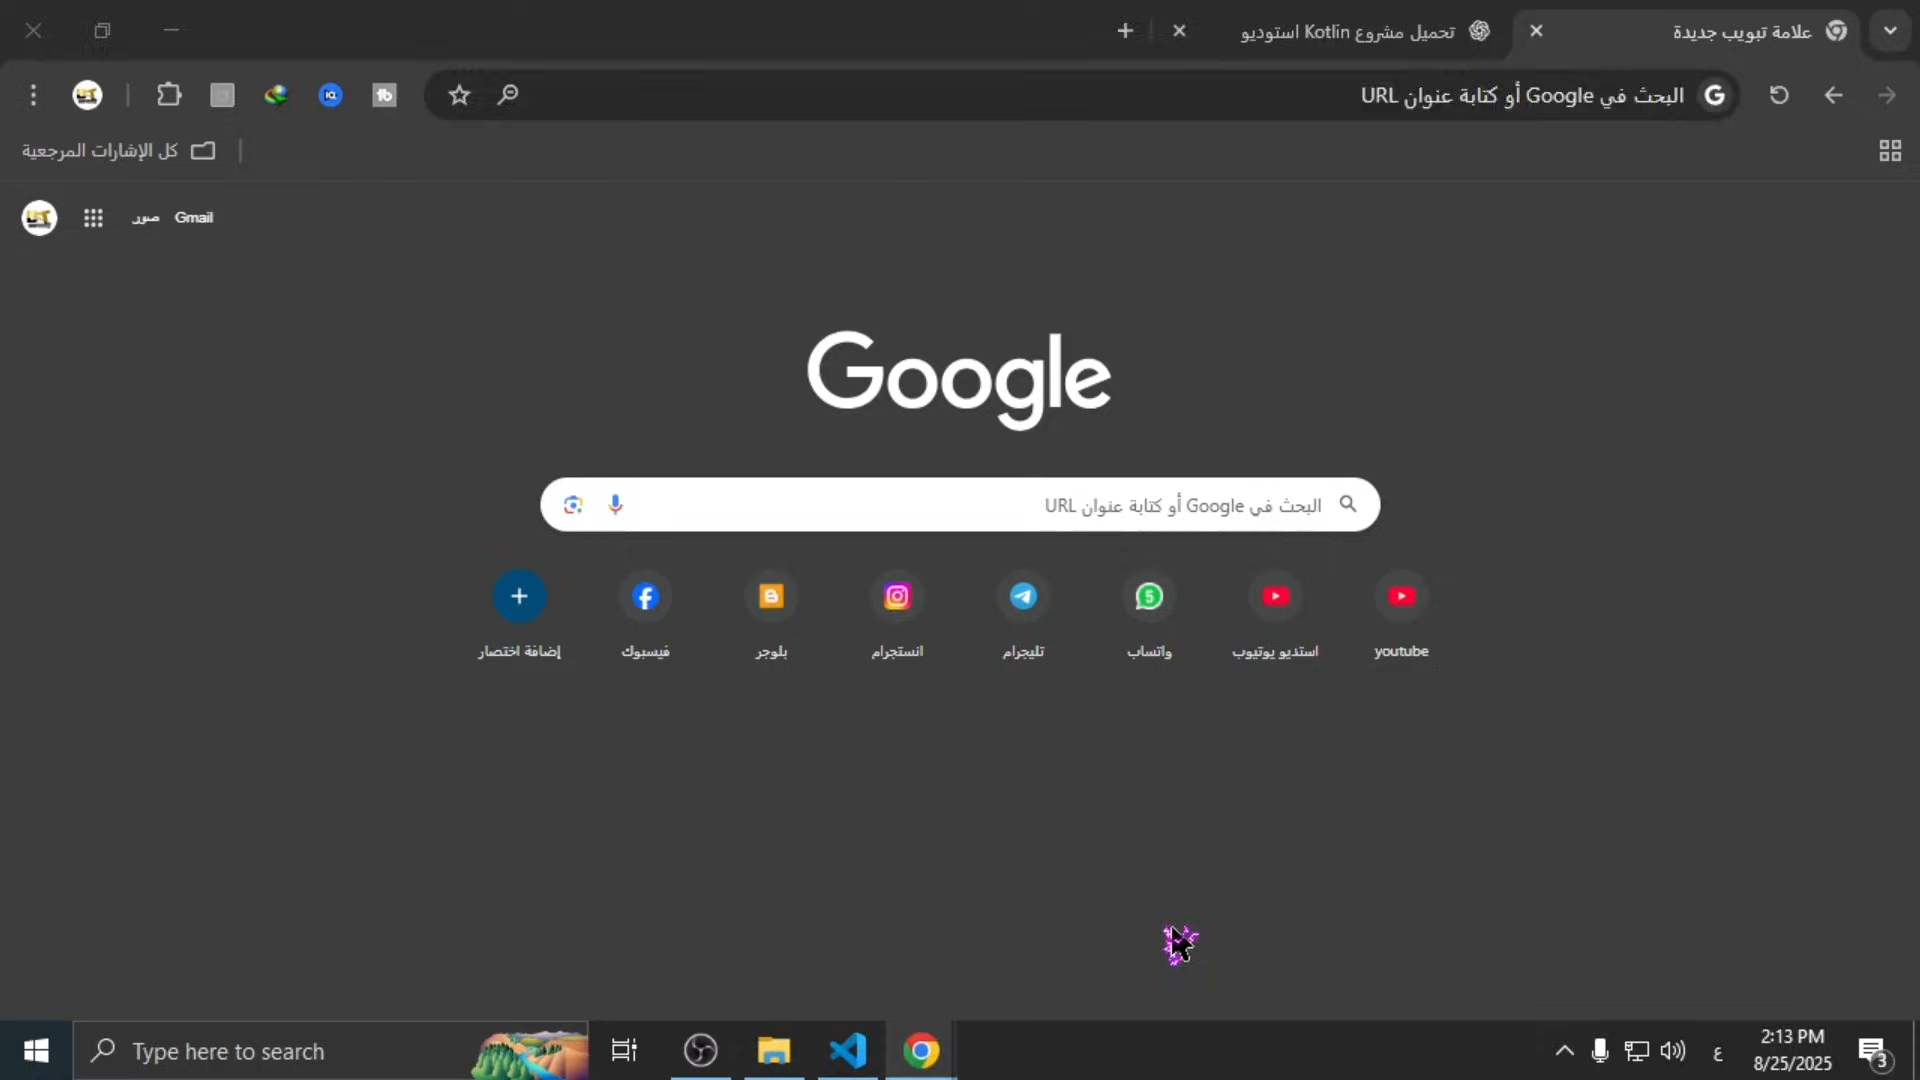 علامة تبويب جديدة
تحميل مشروع Kotlin استوديو
البحث في Google أو كتابة عنوان URL
كل الإشارات المرجعية
Gmail
صور
Google
البحث في Google أو كتابة عنوان URL
youtube
استديو يوتيوب
واتساب
تليجرام
انستجرام
بلوجر
فيسبوك
إضافة اختصار
Type here to search
ع
2:13 PM
8/25/2025
3